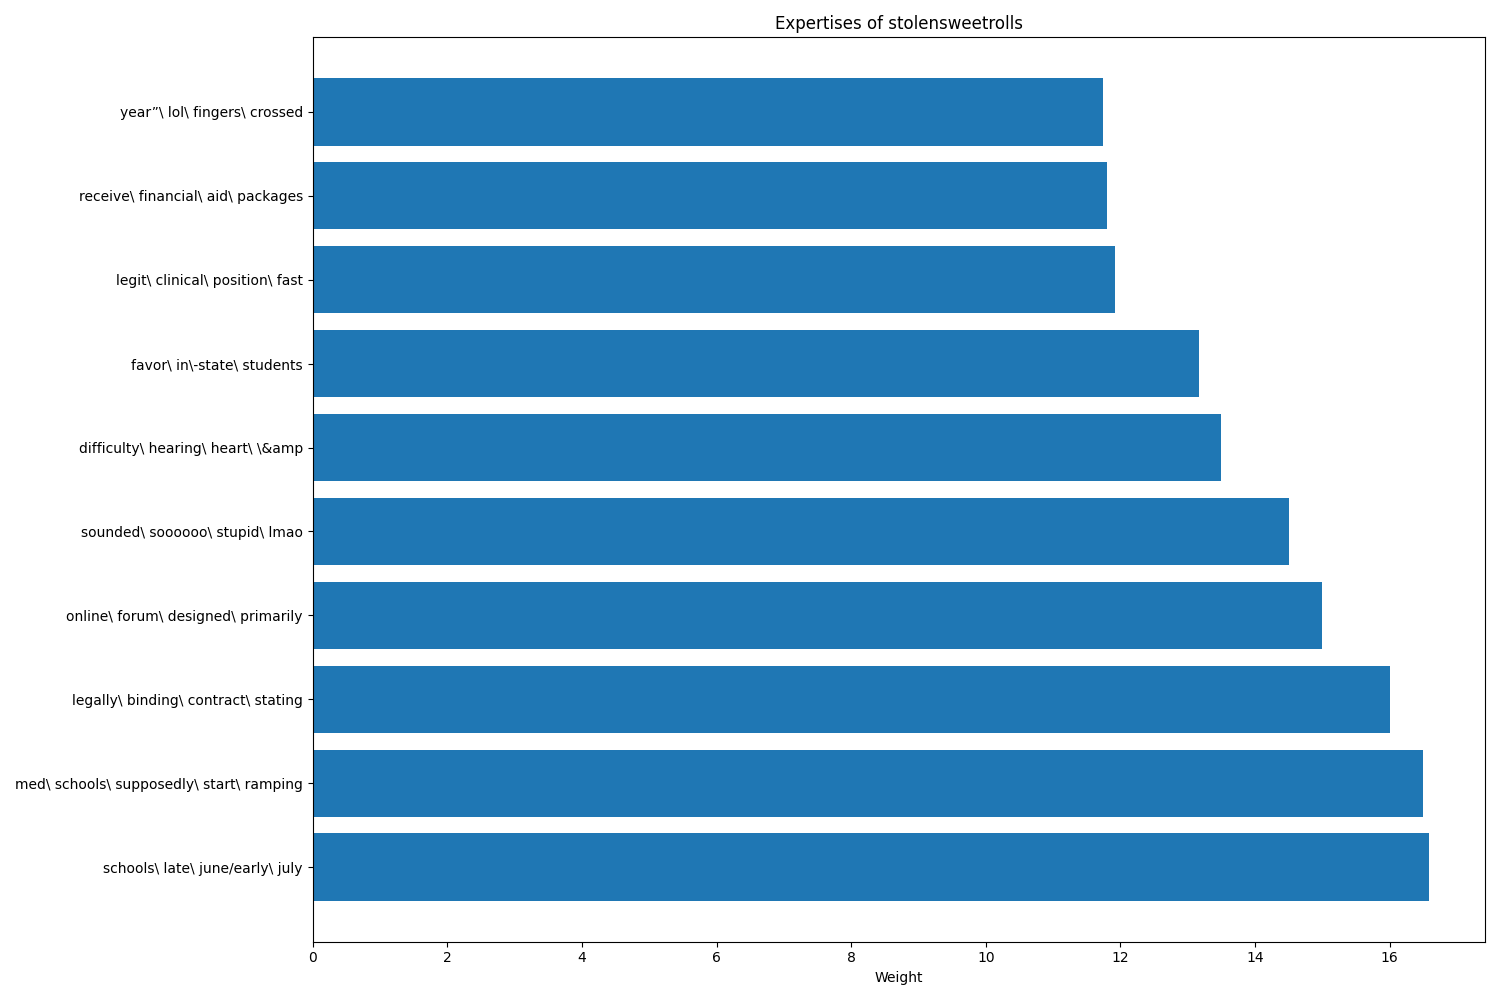 Expertises of stolensweetrolls
year”\ lol\ fingers\ crossed
receive\ financial\ aid\ packages
legit\ clinical\ position\ fast
favor\ in\-state\ students
difficulty\ hearing\ heart\ \&amp
sounded\ soooooo\ stupid\ lmao
online\ forum\ designed\ primarily
legally\ binding\ contract\ stating
med\ schools\ supposedly\ start\ ramping
schools\ late\ june/early\ july
0 2 4 6 8 10 12 14 16
Weight